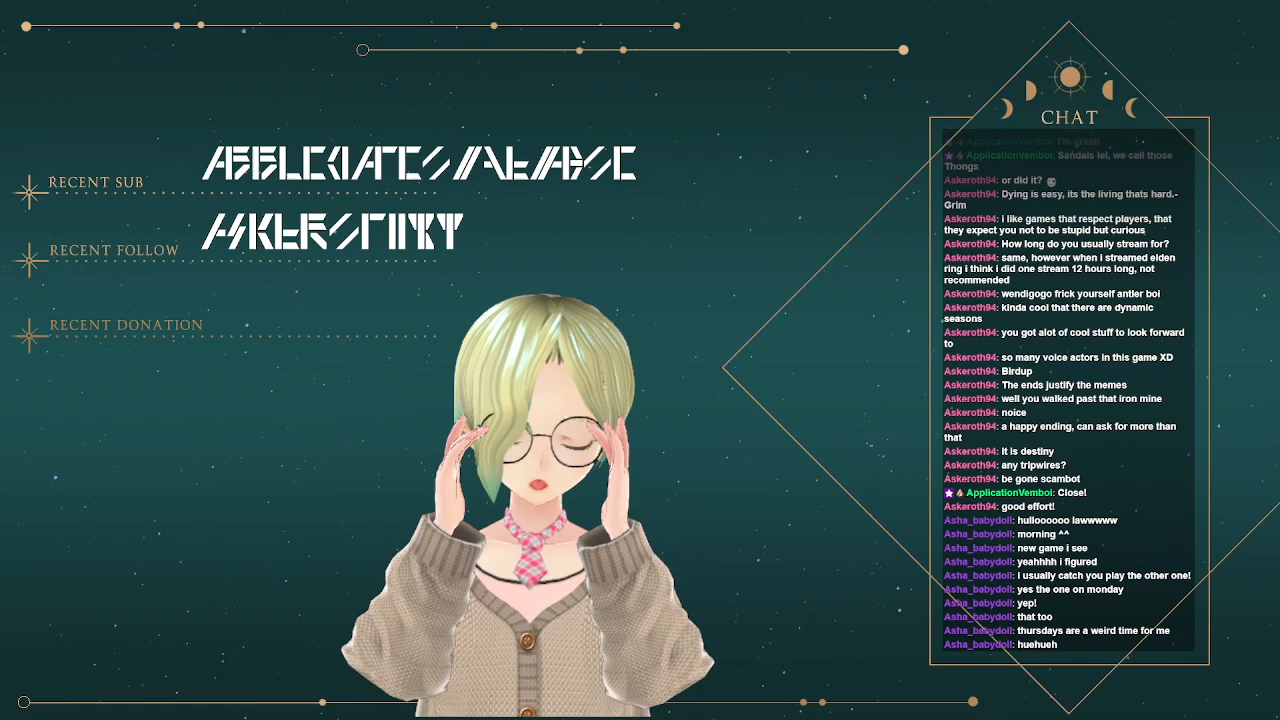 CHAT
ApplicationVemboi: I'm great!
ApplicationVemboi: Sandals lel, we call those
Thongs
Askeroth94: or did it?
Askeroth94: Dying is easy, its the living thats hard.-
Grim
Askeroth94: i like games that respect players, that
they expect you not to be stupid but curious
Askeroth94: How long do you usually stream for?
Askeroth94: same, however when i streamed elden
ring i think i did one stream 12 hours long, not
recommended
Askeroth94: wendigogo frick yourself antler boi
Askeroth94: kinda cool that there are dynamic
seasons
Askeroth94: you got alot of cool stuff to look forward
to
Askeroth94: so many voice actors in this game XD
Askeroth94: Birdup
Askeroth94: The ends justify the memes
Askeroth94: well you walked past that iron mine
Askeroth94: noice
Askeroth94: a happy ending, can ask for more than
that
Askeroth94: it is destiny
Askeroth94: any tripwires?
Askeroth94: be gone scambot
ApplicationVemboi: Close!
Askeroth94: good effort!
Asha_babydoll: hulloooooo lawwwww
Asha_babydoll: morning ^^
Asha_babydoll: new game i see
Asha_babydoll: yeahhhh i figured
Asha_babydoll: I usually catch you play the other one!
Asha_babydoll: yes the one on monday
Asha_babydoll: yep!
Asha_babydoll: that too
Asha_babydoll: thursdays are a weird time for me
Asha_babydoll: huehueh
RECENT SUB
RECENT FOLLOW
RECENT DONATION